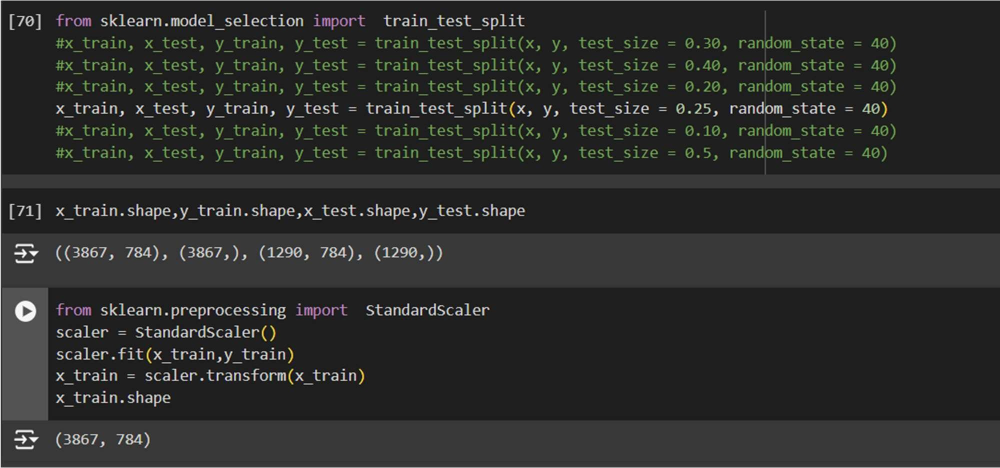 [70] from sklearn.model_selection import  train_test_split
#x_train, x_test, y_train, y_test = train_test_split(x, y, test_size = 0.30, random_state = 40)
#x_train, x_test, y_train, y_test = train_test_split(x, y, test_size = 0.40, random_state = 40)
#x_train, x_test, y_train, y_test = train_test_split(x, y, test_size = 0.20, random_state = 40)
x_train, x_test, y_train, y_test = train_test_split(x, y, test_size = 0.25, random_state = 40)
#x_train, x_test, y_train, y_test = train_test_split(x, y, test_size = 0.10, random_state = 40)
#x_train, x_test, y_train, y_test = train_test_split(x, y, test_size = 0.5, random_state = 40)
[71] x_train.shape,y_train.shape,x_test.shape,y_test.shape
((3867, 784), (3867,), (1290, 784), (1290,))
from sklearn.preprocessing import  StandardScaler
scaler = StandardScaler()
scaler.fit(x_train,y_train)
x_train = scaler.transform(x_train)
x_train.shape
(3867, 784)